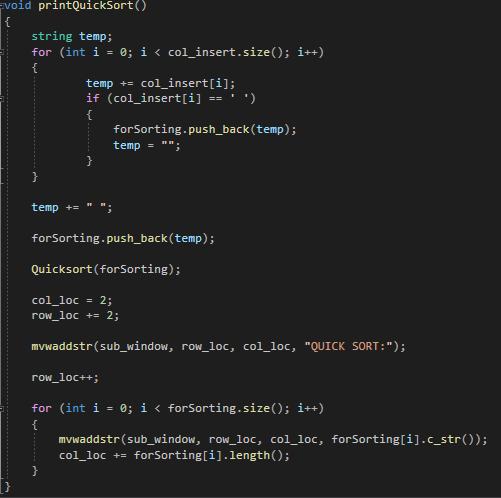 void printQuickSort()
{
string temp;
for (int i = 0; i < col_insert.size(); i++)
{
temp += col_insert[i];
if (col_insert[i] == ' ')
{
forSorting.push_back(temp);
temp = "";
}
}
temp += " ";
forSorting.push_back(temp);
Quicksort(forSorting);
col_loc = 2;
row_loc += 2;
mvwaddstr(sub_window, row_loc, col_loc, "QUICK SORT:");
row_loc++;
for (int i = 0; i < forSorting.size(); i++)
{
mvwaddstr(sub_window, row_loc, col_loc, forSorting[i].c_str());
col_loc += forSorting[i].length();
}
}